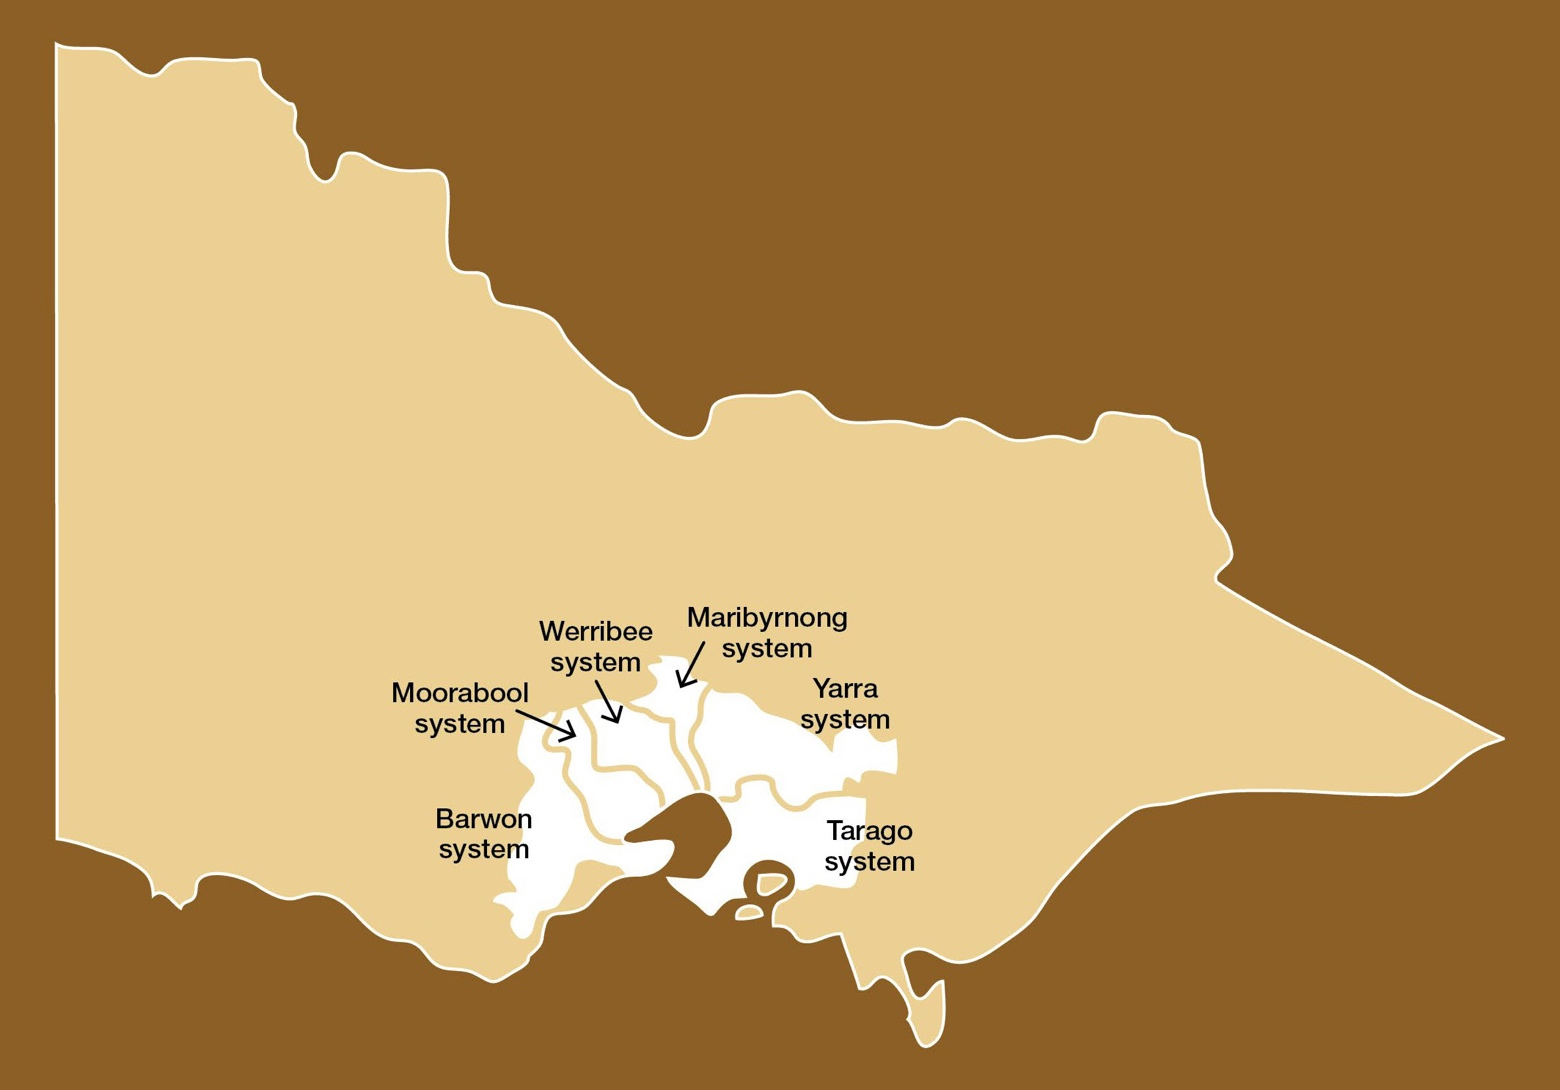 Maribyrnong
system
Werribee
system
Moorabool
system
Yarra
system
Barwon
system
Tarago
system